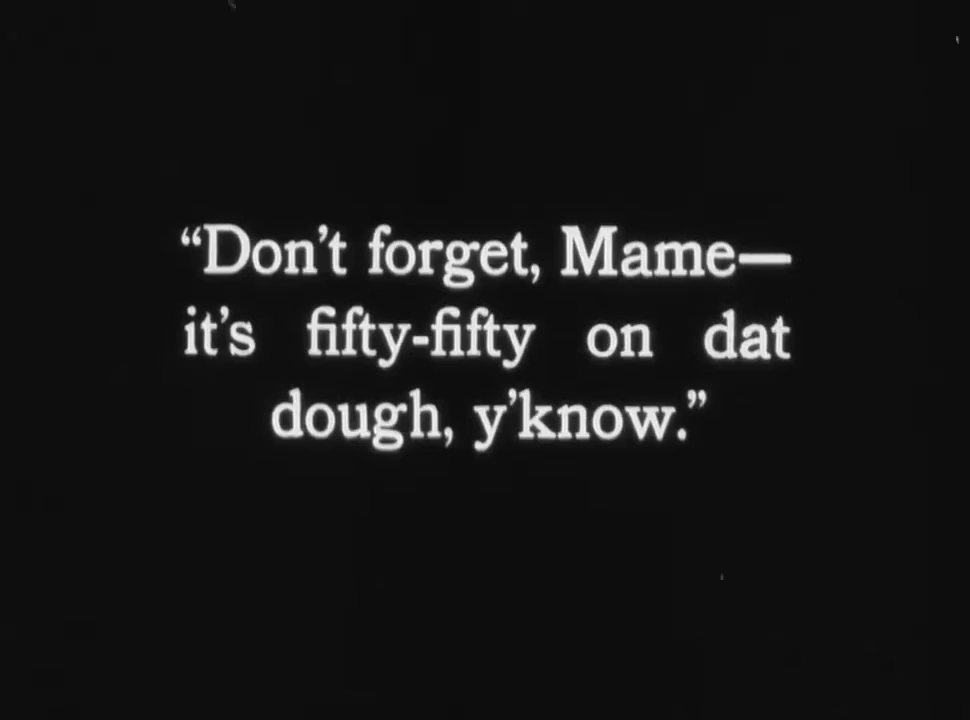 “Don’t forget, Mame—
it’s fifty-fifty on dat
dough, y’know.”